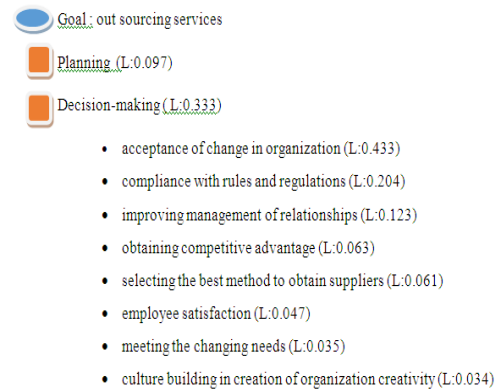 Goal : out sourcing services
Planning (L:0.097)
Decision-making ( L:0.333)
• acceptance of change in organization (L:0.433)
• compliance with rules and regulations (L:0.204)
• improving management of relationships (L:0.123)
• obtaining competitive advantage (L:0.063)
• selecting the best method to obtain suppliers (L:0.061)
• employee satisfaction (L:0.047)
• meeting the changing needs (L:0.035)
• culture building in creation of organization creativity (L:0.034)